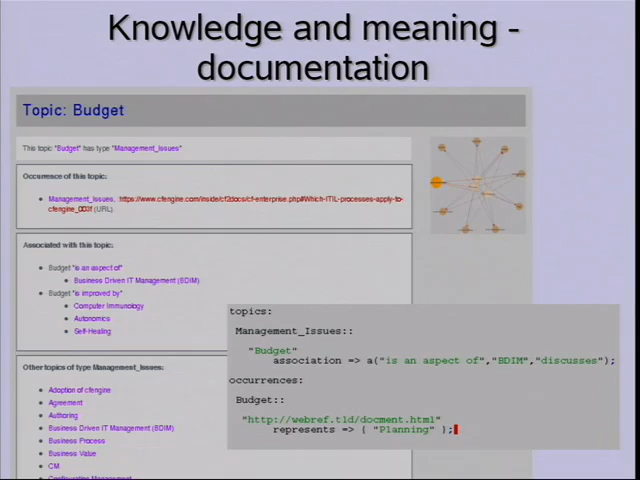 Knowledge and meaning -
documentation
Topic: Budget
This topic "Budget" has type "Management_Issues"
Occurrence of this topic:
Management_Issues, https://www.cfengine.com/inside/cf2docs/cf-enterprise.php#Which-ITIL-processes-apply-to-
cfengine_003f (URL)
Associated with this topic:
Budget "is an aspect of"
Business Driven IT Management (BDIM)
Budget "is improved by"
Computer Immunology
Autonomics
Self-Healing
Other topics of type Management_Issues:
Adoption of cfengine
Agreement
Authoring
Business Driven IT Management (BDIM)
Business Process
Business Value
CM
Configuration Management
topics:
Management_Issues::
"Budget"
association => a("is an aspect of","BDIM","discusses");
occurrences:
Budget::
"http://webref.tld/docment.html"
represents => { "Planning" };